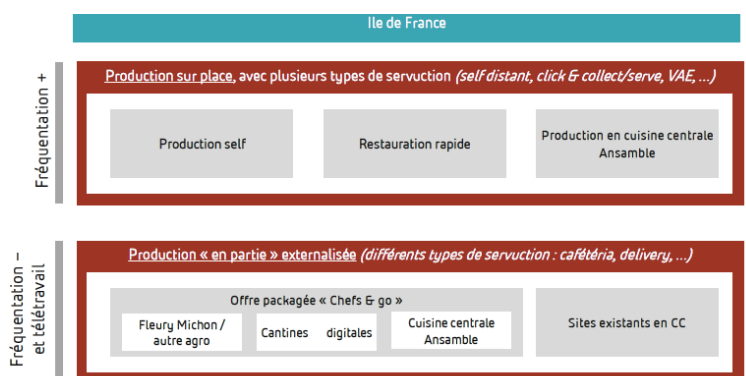 Ile de France
Fréquentation +
Production sur place, avec plusieurs types de servuction (self distant, click & collect/serve, VAE, ...)
Production self
Restauration rapide
Production en cuisine centrale
Ansamble
Fréquentation –
et télétravail
Production « en partie » externalisée (différents types de servuction : cafétéria, delivery, ...)
Offre packagée « Chefs & go »
Fleury Michon /
autre agro
Cantines digitales
Cuisine centrale
Ansamble
Sites existants en CC